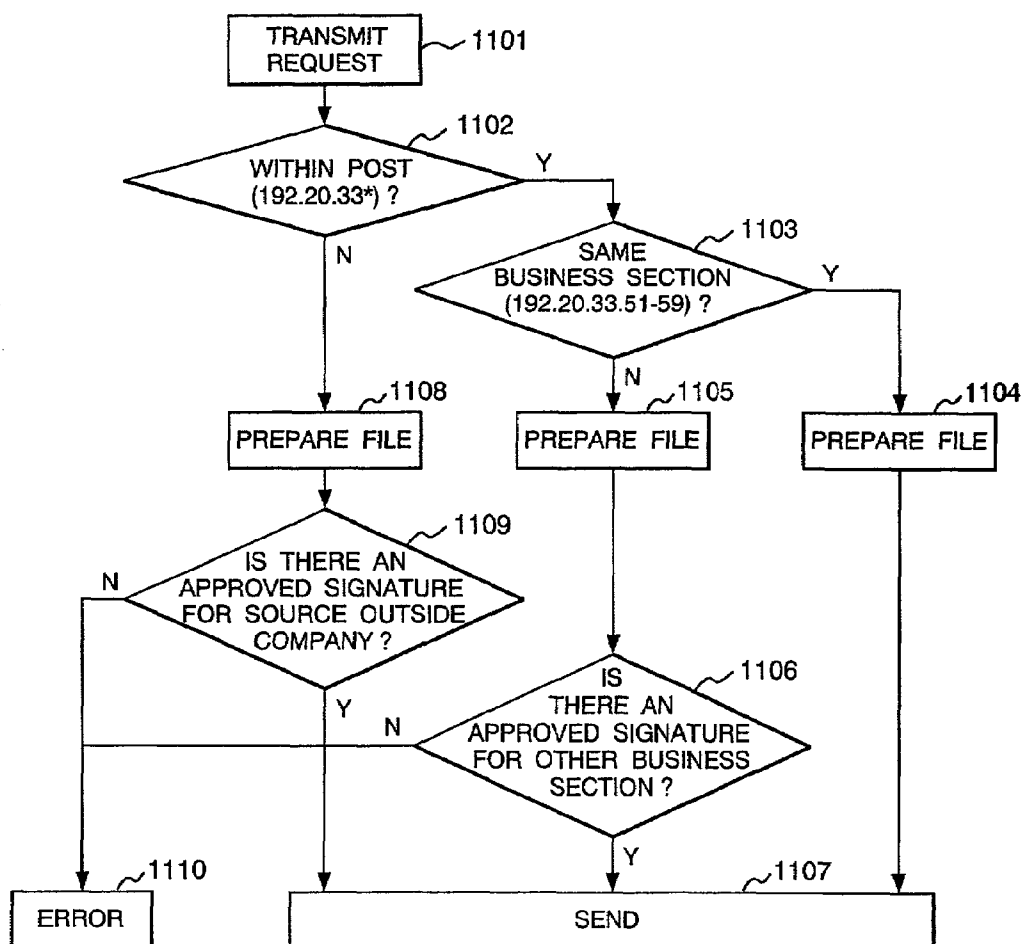 TRANSMIT
REQUEST
1101
1102
WITHIN POST
(192.20.33*) ?
Y
N
1103
SAME
BUSINESS SECTION
(192.20.33.51-59) ?
Y
N
1108
PREPARE FILE
1105
PREPARE FILE
1104
PREPARE FILE
1109
IS THERE AN
APPROVED SIGNATURE
FOR SOURCE OUTSIDE
COMPANY ?
N
Y
1106
IS
THERE AN
APPROVED SIGNATURE
FOR OTHER BUSINESS
SECTION ?
N
Y
1110
ERROR
1107
SEND